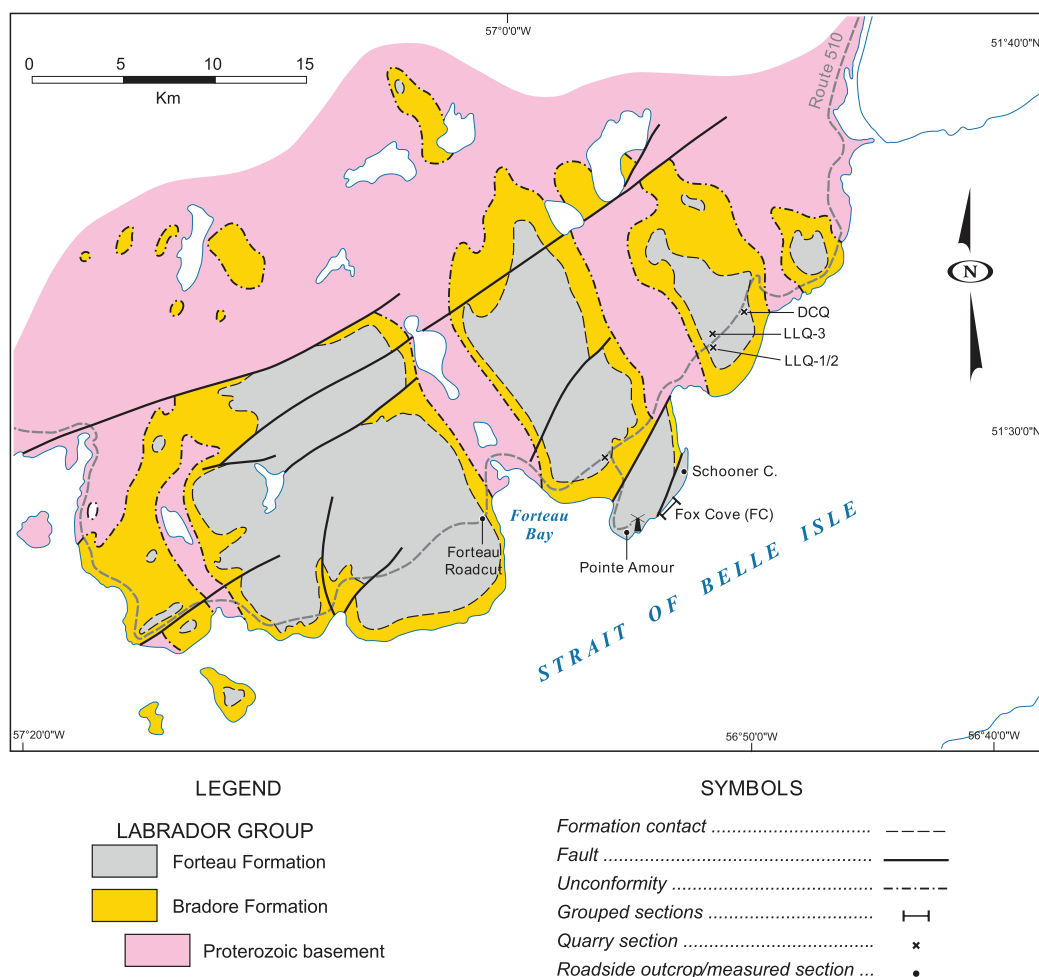 57°0'0"W
51°40'0"N
0 5 10 15
Km
Route 510
N
DCQ
LLQ-3
LLQ-1/2
51°30'0"N
Schooner C.
Fox Cove (FC)
Forteau
Bay
Forteau
Roadcut
Pointe Amour
STRAIT OF BELLE ISLE
57°20'0"W
56°50'0"W
56°40'0"W
LEGEND
LABRADOR GROUP
Forteau Formation
Bradore Formation
Proterozoic basement
SYMBOLS
Formation contact ..............................
Fault ..................................................
Unconformity ......................................
Grouped sections ...............................
Quarry section ....................................
Roadside outcrop/measured section ...